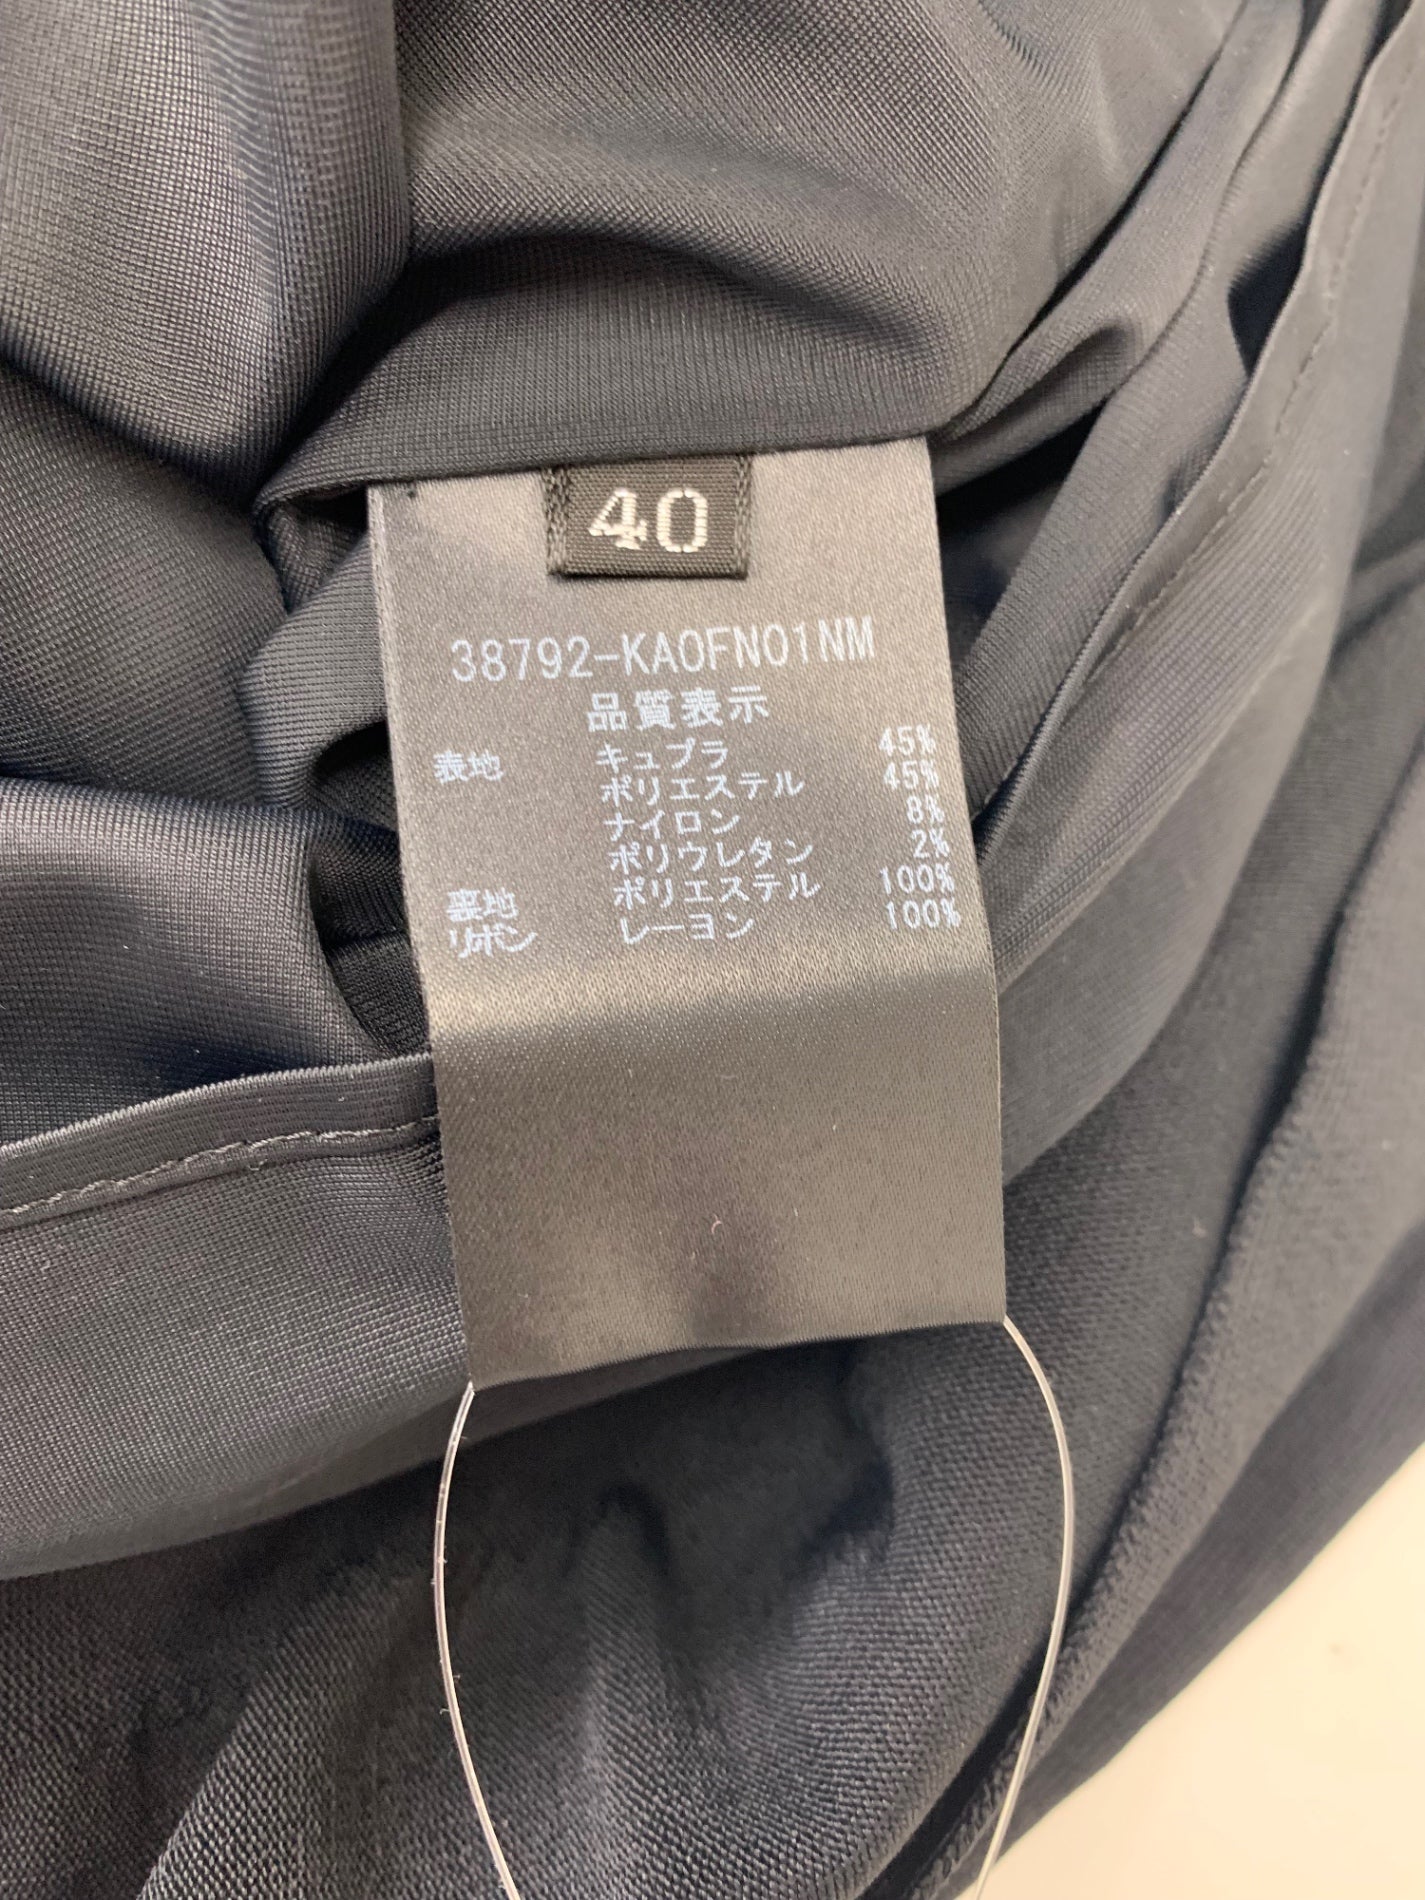 40
38792-KA0FN01NM
品質表示
表地 キュプラ 45%
ポリエステル 45%
ナイロン 8%
ポリウレタン 2%
裏地 ポリエステル 100%
リボン レーヨン 100%